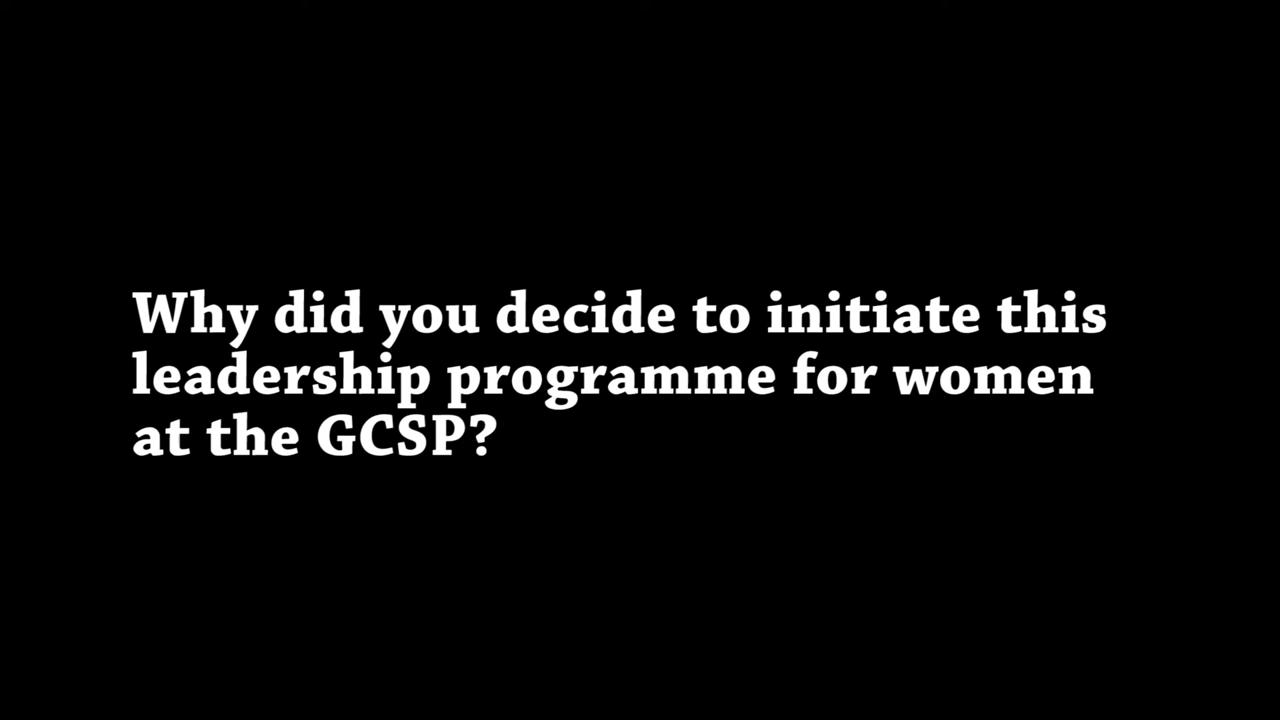 Why did you decide to initiate this
leadership programme for women
at the GCSP?